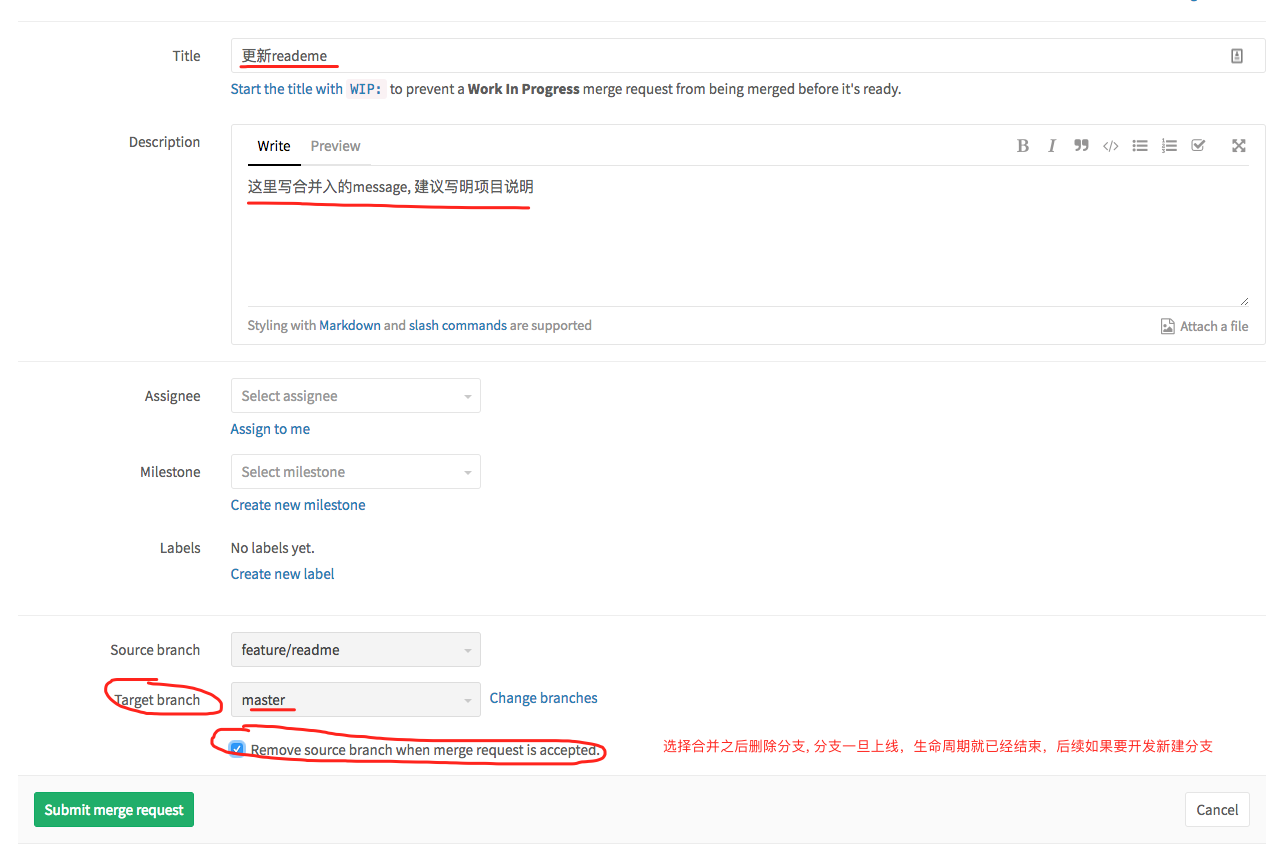 Title
更新reademe
Start the title with WIP: to prevent a Work In Progress merge request from being merged before it's ready.
Description
Write Preview
B I
这里写合并入的message, 建议写明项目说明
Styling with Markdown and slash commands are supported
Attach a file
Assignee
Select assignee
Assign to me
Milestone
Select milestone
Create new milestone
Labels
No labels yet.
Create new label
Source branch
feature/readme
Target branch
master
Change branches
Remove source branch when merge request is accepted.
选择合并之后删除分支, 分支一旦上线，生命周期就已经结束，后续如果要开发新建分支
Submit merge request
Cancel